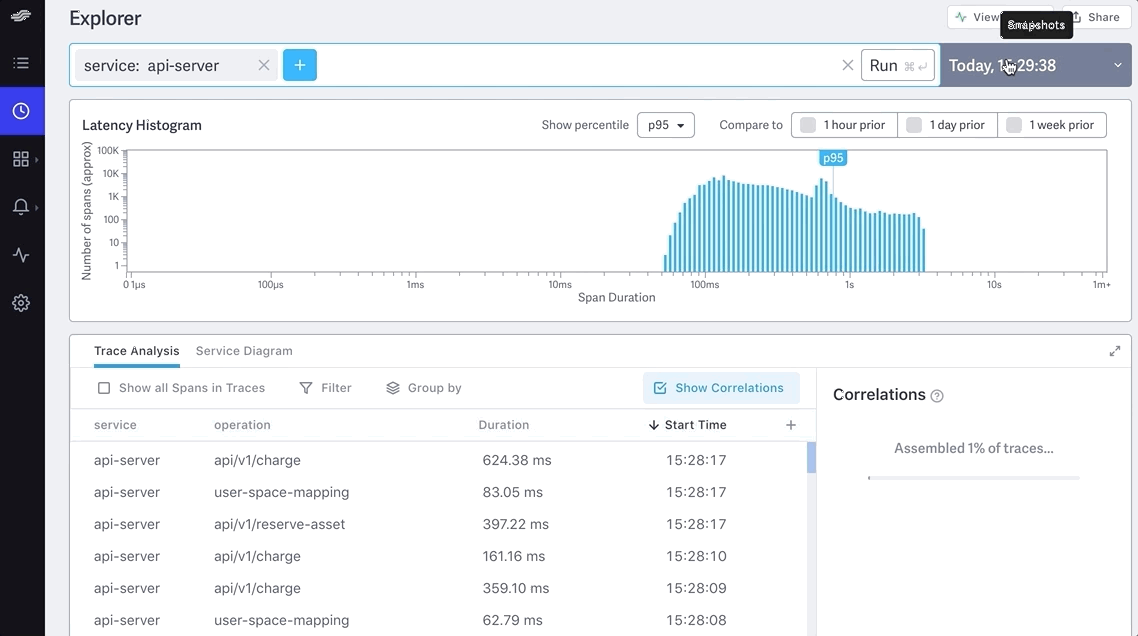 Explorer
View
Share
Snapshots
service: api-server
+
Run
Today, 15:29:38
Latency Histogram
Show percentile
p95
Compare to
1 hour prior
1 day prior
1 week prior
Number of spans (approx)
100K
10K
1K
100
10
1
p95
0
1µs
100µs
1ms
10ms
100ms
1s
10s
1m+
Span Duration
Trace Analysis
Service Diagram
Show all Spans in Traces
Filter
Group by
Show Correlations
Correlations
service operation Duration Start Time +
Assembled 1% of traces...
api-server api/v1/charge 624.38 ms 15:28:17
api-server user-space-mapping 83.05 ms 15:28:17
api-server api/v1/reserve-asset 397.22 ms 15:28:17
api-server api/v1/charge 161.16 ms 15:28:10
api-server api/v1/charge 359.10 ms 15:28:09
api-server user-space-mapping 62.79 ms 15:28:08